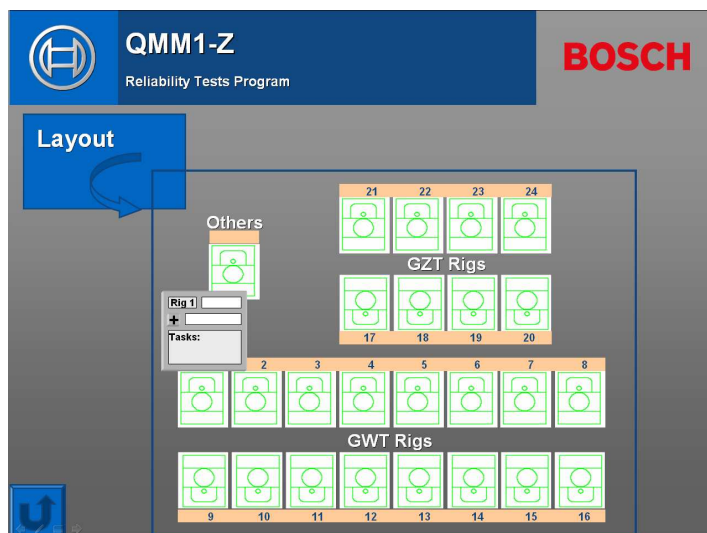 QMM1-Z
Reliability Tests Program
BOSCH
Layout
21 22 23 24
Others
GZT Rigs
Rig 1
+
Tasks:
17 18 19 20
2 3 4 5 6 7 8
GWT Rigs
9 10 11 12 13 14 15 16